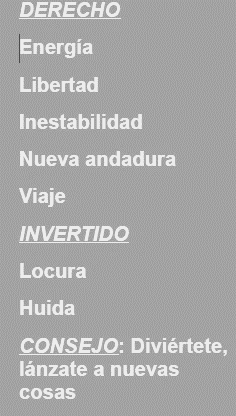 DERECHO
Energía
Libertad
Inestabilidad
Nueva andadura
Viaje
INVERTIDO
Locura
Huida
CONSEJO: Diviértete,
lánzate a nuevas
cosas